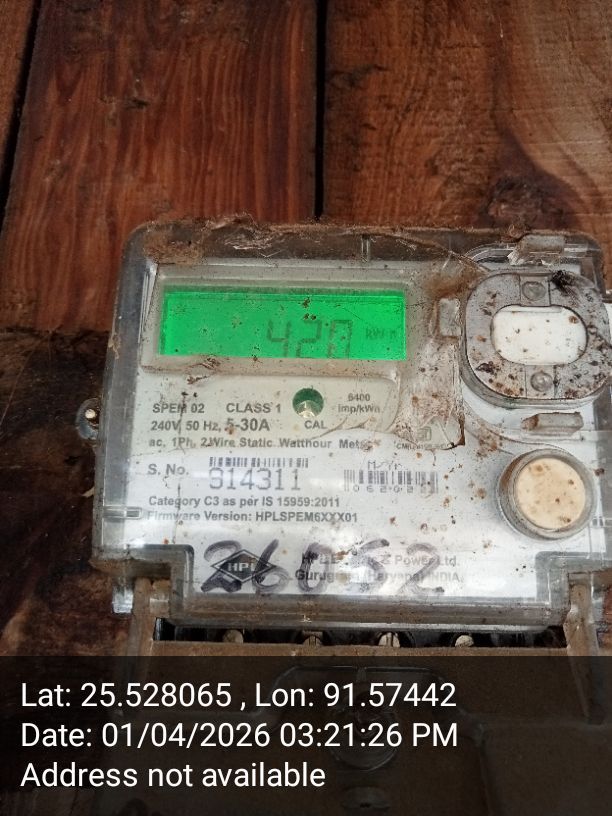 420 kWh
SPEM 02 CLASS 1
6400 imp/kWh
240V, 50 Hz, 5-30A CAL
ac, 1Ph, 2Wire Static Watthour Meter
S. No. 914311
M/Yr
Category C3 as per IS 15959:2011
Firmware Version: HPLSPEM6XXX01
HPL Power Ltd.
Gurugram (Haryana) INDIA
Lat: 25.528065 , Lon: 91.57442
Date: 01/04/2026 03:21:26 PM
Address not available